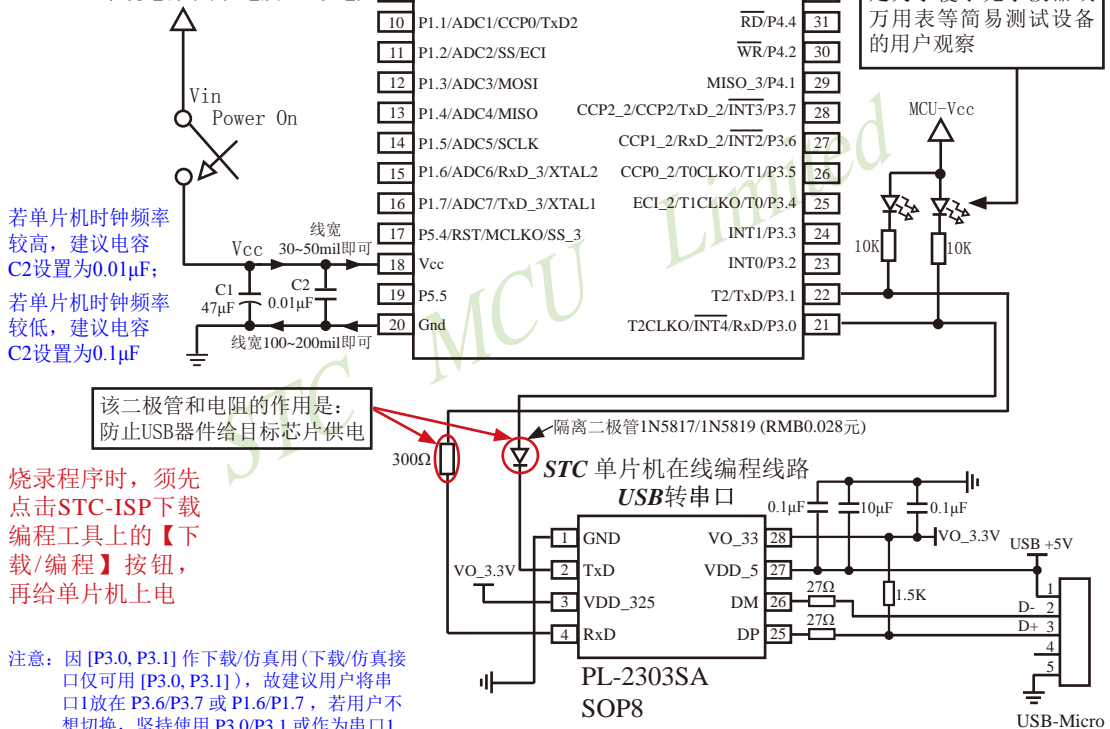 10 P1.1/ADC1/CCP0/TxD2
11 P1.2/ADC2/SS/ECI
12 P1.3/ADC3/MOSI
13 P1.4/ADC4/MISO
14 P1.5/ADC5/SCLK
15 P1.6/ADC6/RxD_3/XTAL2
16 P1.7/ADC7/TxD_3/XTAL1
17 P5.4/RST/MCLKO/SS_3
18 Vcc
19 P5.5
20 Gnd
RD/P4.4 31
WR/P4.2 30
MISO_3/P4.1 29
CCP2_2/CCP2/TxD_2/INT3/P3.7 28
CCP1_2/RxD_2/INT2/P3.6 27
CCP0_2/T0CLKO/T1/P3.5 26
ECI_2/T1CLKO/T0/P3.4 25
INT1/P3.3 24
INT0/P3.2 23
T2/TxD/P3.1 22
T2CLKO/INT4/RxD/P3.0 21
万用表等简易测试设备
的用户观察
MCU-Vcc
10K
10K
Vin
Power On
若单片机时钟频率
较高，建议电容
C2设置为0.01μF；
若单片机时钟频率
较低，建议电容
C2设置为0.1μF
Vcc
线宽
30~50mil即可
C1
47μF
C2
0.01μF
线宽100~200mil即可
STC MCU Limited
该二极管和电阻的作用是：
防止USB器件给目标芯片供电
300Ω
隔离二极管1N5817/1N5819 (RMB0.028元)
STC 单片机在线编程线路
USB转串口
烧录程序时，须先
点击STC-ISP下载
编程工具上的【下
载/编程】按钮，
再给单片机上电
0.1μF
10μF
0.1μF
VO_3.3V
USB +5V
VO_3.3V
1 GND
2 TxD
3 VDD_325
4 RxD
VO_33 28
VDD_5 27
DM 26
DP 25
27Ω
27Ω
1.5K
1
D- 2
D+ 3
4
5
PL-2303SA
SOP8
USB-Micro
注意：因 [P3.0, P3.1] 作下载/仿真用(下载/仿真接
口仅可用 [P3.0, P3.1] )，故建议用户将串
口1放在 P3.6/P3.7 或 P1.6/P1.7 ，若用户不
想切换，坚持使用 P3.0/P3.1 或作为串口1